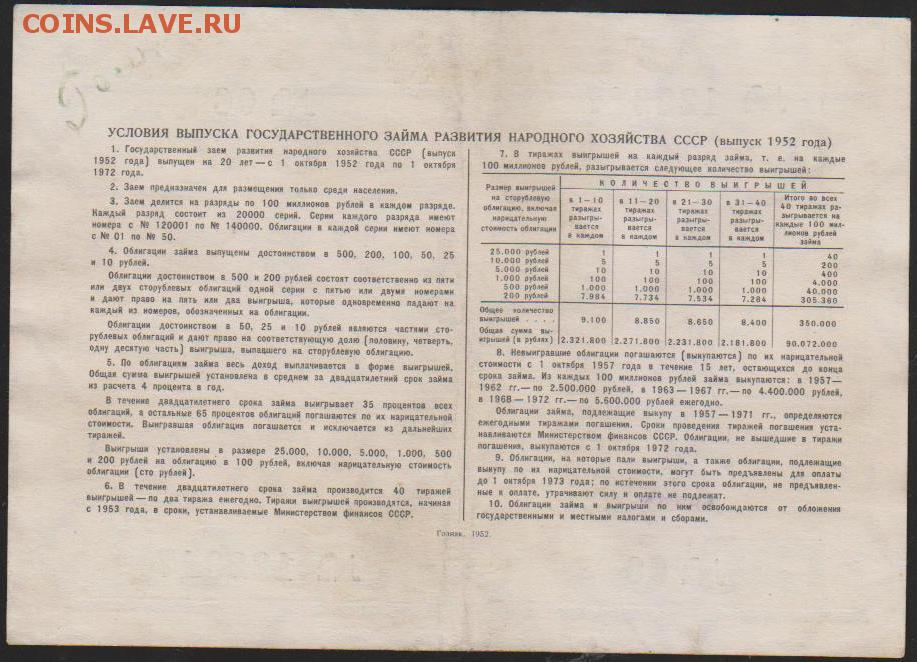 COINS.LAVE.RU
УСЛОВИЯ ВЫПУСКА ГОСУДАРСТВЕННОГО ЗАЙМА РАЗВИТИЯ НАРОДНОГО ХОЗЯЙСТВА СССР (выпуск 1952 года)
1. Государственный заем развития народного хозяйства СССР (выпуск
1952 года) выпущен на 20 лет — с 1 октября 1952 года по 1 октября
1972 года.
2. Заем предназначен для размещения только среди населения.
3. Заем делится на разряды по 100 миллионов рублей в каждом разряде.
Каждый разряд состоит из 20000 серий. Серии каждого разряда имеют
номера с № 120001 по № 140000. Облигации в каждой серии имеют номера
с № 01 по № 50.
4. Облигации займа выпущены достоинством в 500, 200, 100, 50, 25
и 10 рублей.
Облигации достоинством в 500 и 200 рублей состоят соответственно из пяти
или двух сторублевых облигаций одной серии с пятью или двумя номерами
и дают право на пять или два выигрыша, которые одновременно падают на
каждый из номеров, обозначенных на облигации.
Облигации достоинством в 50, 25 и 10 рублей являются частями сто-
рублевых облигаций и дают право на соответствующую долю (половину, четверть,
одну десятую часть) выигрыша, выпавшего на сторублевую облигацию.
5. По облигациям займа весь доход выплачивается в форме выигрышей.
Общая сумма выигрышей установлена в среднем за двадцатилетний срок займа
из расчета 4 процента в год.
В течение двадцатилетнего срока займа выигрывает 35 процентов всех
облигаций, а остальные 65 процентов облигаций погашаются по их нарицательной
стоимости. Выигравшая облигация погашается и исключается из дальнейших
тиражей.
Выигрыши установлены в размере 25.000, 10.000, 5.000, 1.000, 500
и 200 рублей на облигацию в 100 рублей, включая нарицательную стоимость
облигации (сто рублей).
6. В течение двадцатилетнего срока займа производится 40 тиражей
выигрышей — по два тиража ежегодно. Тиражи выигрышей производятся, начиная
с 1953 года, в сроки, устанавливаемые Министерством финансов СССР.
7. В тиражах выигрышей на каждый разряд займа, т. е. на каждые
100 миллионов рублей, разыгрывается следующее количество выигрышей:
Размер выигрышей на сторублевую облигацию, включая нарицательную стоимость облигации
КОЛИЧЕСТВО ВЫИГРЫШЕЙ
в 1—10 тиражах разыгры-вается в каждом
в 11—20 тиражах разыгры-вается в каждом
в 21—30 тиражах разыгры-вается в каждом
в 31—40 тиражах разыгры-вается в каждом
Итого во всех 40 тиражах ра-зыгрывается на каждые 100 мил-лионов рублей займа
25.000 рублей 1 1 1 1 40
10.000 рублей 5 5 5 5 200
5.000 рублей 10 10 10 10 400
1.000 рублей 100 100 100 100 4.000
500 рублей 1.000 1.000 1.000 1.000 40.000
200 рублей 7.984 7.734 7.534 7.284 305.360
Общее количество
выигрышей . . . . 9.100 8.850 8.650 8.400 350.000
Общая сумма вы-
игрышей (в рублях) 2.321.800 2.271.800 2.231.800 2.181.800 90.072.000
8. Невыигравшие облигации погашаются (выкупаются) по их нарицательной
стоимости с 1 октября 1957 года в течение 15 лет, остающихся до конца
срока займа. Из каждых 100 миллионов рублей займа выкупаются: в 1957—
1962 гг.— по 2.500.000 рублей, в 1963—1967 гг.— по 4.400.000 рублей,
в 1968—1972 гг.— по 5.600.000 рублей ежегодно.
Облигации займа, подлежащие выкупу в 1957—1971 гг., определяются
ежегодными тиражами погашения. Сроки проведения тиражей погашения уста-
навливаются Министерством финансов СССР. Облигации, не вышедшие в тиражи
погашения, выкупаются с 1 октября 1972 года.
9. Облигации, на которые пали выигрыши, а также облигации, подлежащие
выкупу по их нарицательной стоимости, могут быть предъявлены для оплаты
до 1 октября 1973 года; по истечении этого срока облигации, не предъявлен-
ные к оплате, утрачивают силу и оплате не подлежат.
10. Облигации займа и выигрыши по ним освобождаются от обложения
государственными и местными налогами и сборами.
Гознак. 1952.